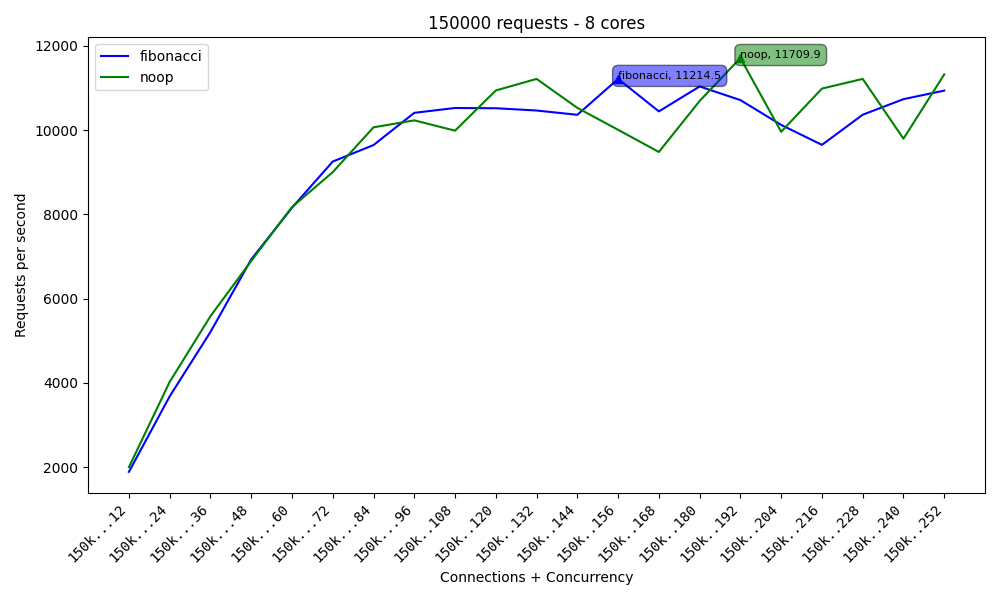 150000 requests - 8 cores
fibonacci
noop
fibonacci, 11214.5
noop, 11709.9
Requests per second
12000
10000
8000
6000
4000
2000
150k...12
150k...24
150k...36
150k...48
150k...60
150k...72
150k...84
150k...96
150k..108
150k..120
150k..132
150k..144
150k..156
150k..168
150k..180
150k..192
150k..204
150k..216
150k..228
150k..240
150k..252
Connections + Concurrency